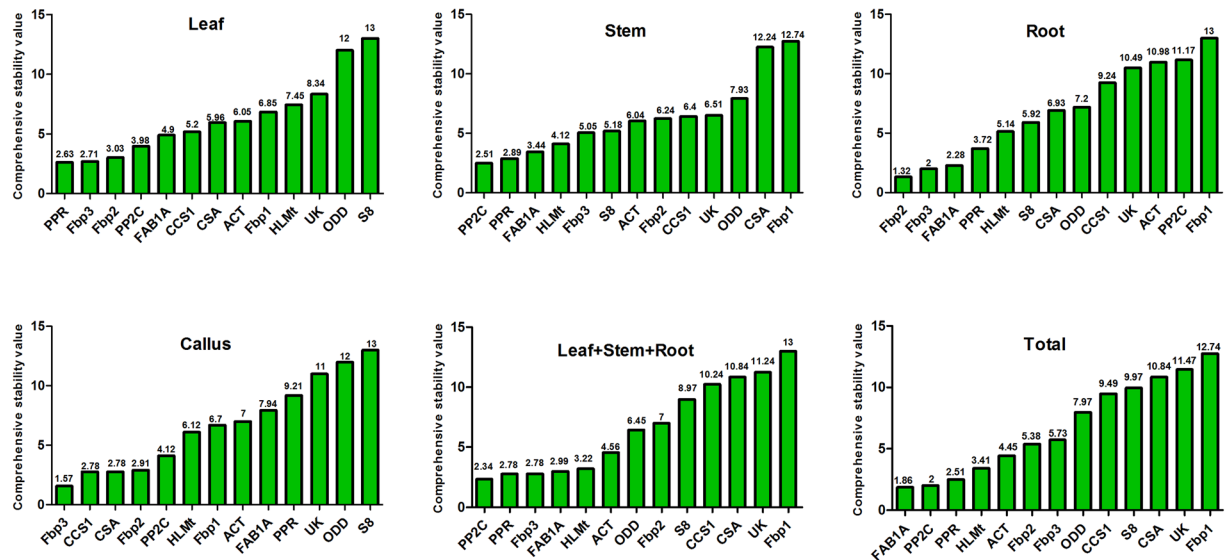 Leaf
Comprehensive stability value
15
10
5
0
2.63 2.71 3.03 3.98 4.9 5.2 5.96 6.05 6.85 7.45 8.34 12 13
PPR Fbp3 Fbp2 PP2C FAB1A CCS1 CSA ACT Fbp1 HLMt UK ODD S8
Stem
Comprehensive stability value
15
10
5
0
2.51 2.89 3.44 4.12 5.05 5.18 6.04 6.24 6.4 6.51 7.93 12.24 12.74
PP2C PPR FAB1A HLMt Fbp3 S8 ACT Fbp2 CCS1 UK ODD CSA Fbp1
Root
Comprehensive stability value
15
10
5
0
1.32 2 2.28 3.72 5.14 5.92 6.93 7.2 9.24 10.49 10.98 11.17 13
Fbp2 Fbp3 FAB1A PPR HLMt S8 CSA ODD CCS1 UK ACT PP2C Fbp1
Callus
Comprehensive stability value
15
10
5
0
1.57 2.78 2.78 2.91 4.12 6.12 6.7 7 7.94 9.21 11 12 13
Fbp3 CCS1 CSA Fbp2 PP2C HLMt Fbp1 ACT FAB1A PPR UK ODD S8
Leaf+Stem+Root
Comprehensive stability value
15
10
5
0
2.34 2.78 2.78 2.99 3.22 4.56 6.45 7 8.97 10.24 10.84 11.24 13
PP2C PPR Fbp3 FAB1A HLMt ACT ODD Fbp2 S8 CCS1 CSA UK Fbp1
Total
Comprehensive stability value
15
10
5
0
1.86 2 2.51 3.41 4.45 5.38 5.73 7.97 9.49 9.97 10.84 11.47 12.74
FAB1A PP2C PPR HLMt ACT Fbp2 Fbp3 ODD CCS1 S8 CSA UK Fbp1